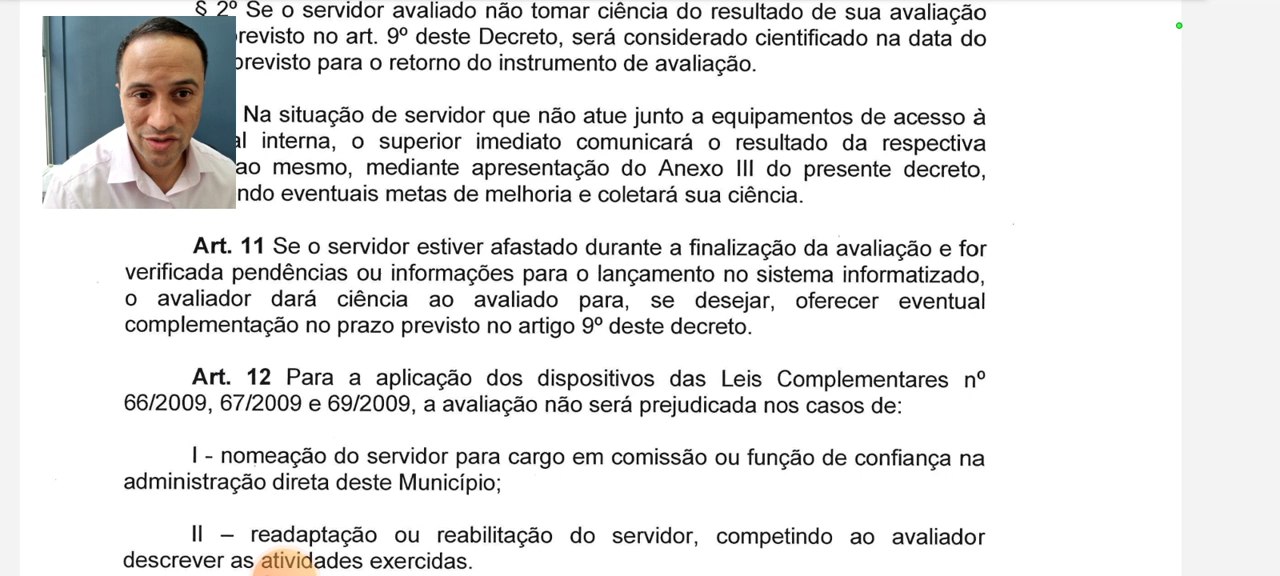 § 2º Se o servidor avaliado não tomar ciência do resultado de sua avaliação
previsto no art. 9º deste Decreto, será considerado cientificado na data do
previsto para o retorno do instrumento de avaliação.
Na situação de servidor que não atue junto a equipamentos de acesso à
interna, o superior imediato comunicará o resultado da respectiva
ao mesmo, mediante apresentação do Anexo III do presente decreto,
eventuais metas de melhoria e coletará sua ciência.
Art. 11 Se o servidor estiver afastado durante a finalização da avaliação e for
verificada pendências ou informações para o lançamento no sistema informatizado,
o avaliador dará ciência ao avaliado para, se desejar, oferecer eventual
complementação no prazo previsto no artigo 9º deste decreto.
Art. 12 Para a aplicação dos dispositivos das Leis Complementares nº
66/2009, 67/2009 e 69/2009, a avaliação não será prejudicada nos casos de:
I - nomeação do servidor para cargo em comissão ou função de confiança na
administração direta deste Município;
II – readaptação ou reabilitação do servidor, competindo ao avaliador
descrever as atividades exercidas.